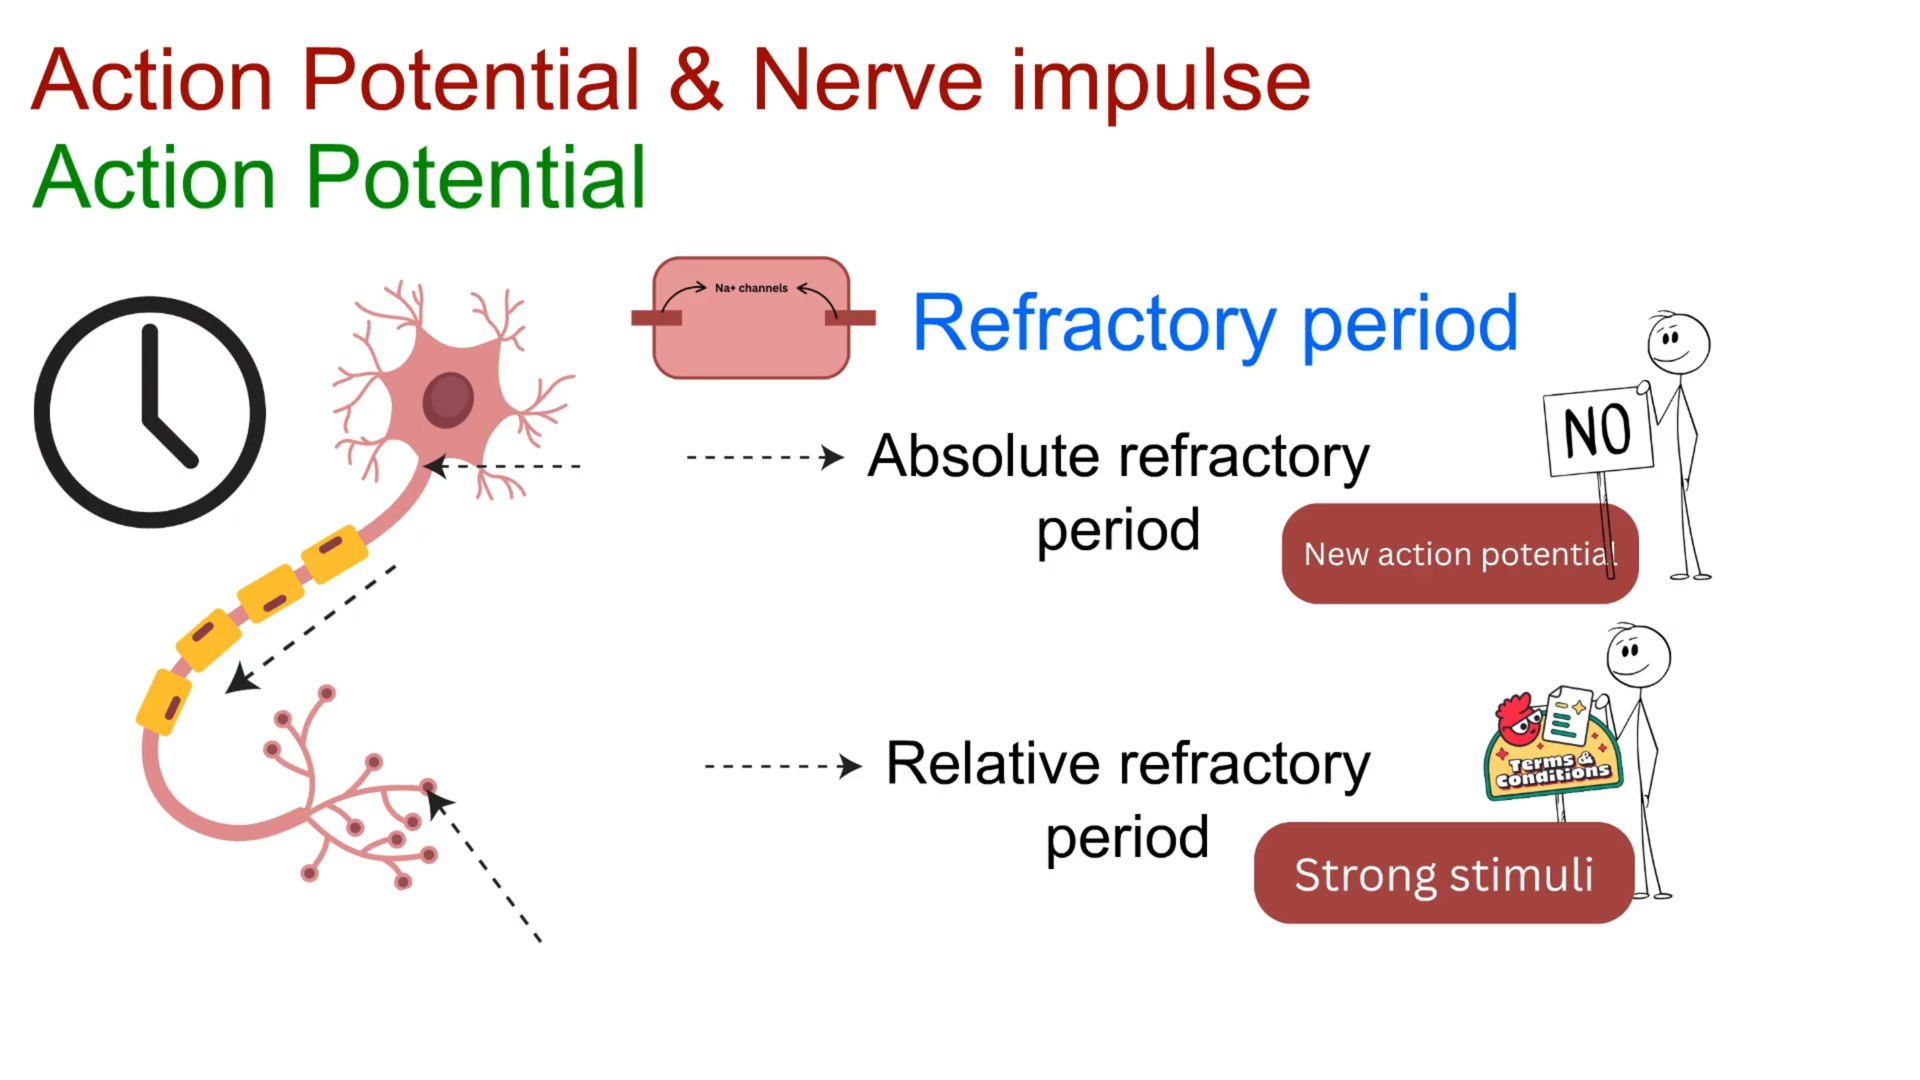 Action Potential & Nerve impulse
Action Potential
Na+ channels
Refractory period
NO
Absolute refractory
period
New action potential
Terms &
Conditions
Relative refractory
period
Strong stimuli